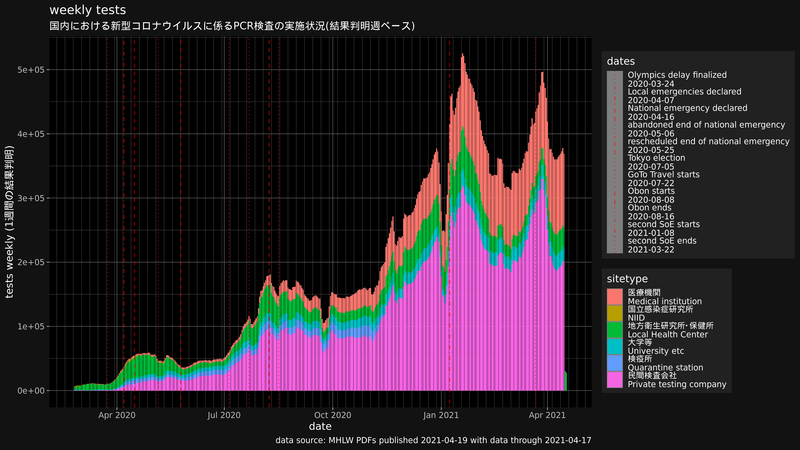 weekly tests
国内における新型コロナウイルスに係るPCR検査の実施状況(結果判明週ベース)
tests weekly (1週間の結果判明)
5e+05
4e+05
3e+05
2e+05
1e+05
0e+00
Apr 2020
Jul 2020
Oct 2020
Jan 2021
Apr 2021
date
data source: MHLW PDFs published 2021-04-19 with data through 2021-04-17
dates
Olympics delay finalized
2020-03-24
Local emergencies declared
2020-04-07
National emergency declared
2020-04-16
abandoned end of national emergency
2020-05-06
rescheduled end of national emergency
2020-05-25
Tokyo election
2020-07-05
GoTo Travel starts
2020-07-22
Obon starts
2020-08-08
Obon ends
2020-08-16
second SoE starts
2021-01-08
second SoE ends
2021-03-22
sitetype
医療機関
Medical institution
国立感染症研究所
NIID
地方衛生研究所･保健所
Local Health Center
大学等
University etc
検疫所
Quarantine station
民間検査会社
Private testing company